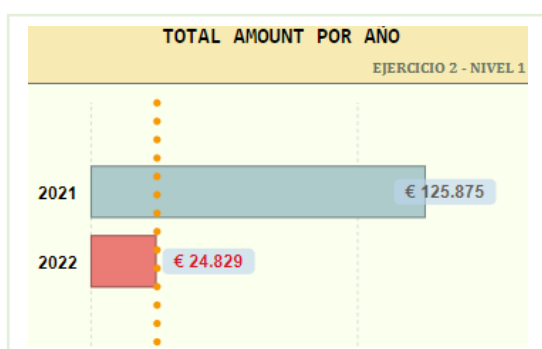 TOTAL AMOUNT POR AÑO
EJERCICIO 2 - NIVEL 1
2021
€ 125.875
2022
€ 24.829